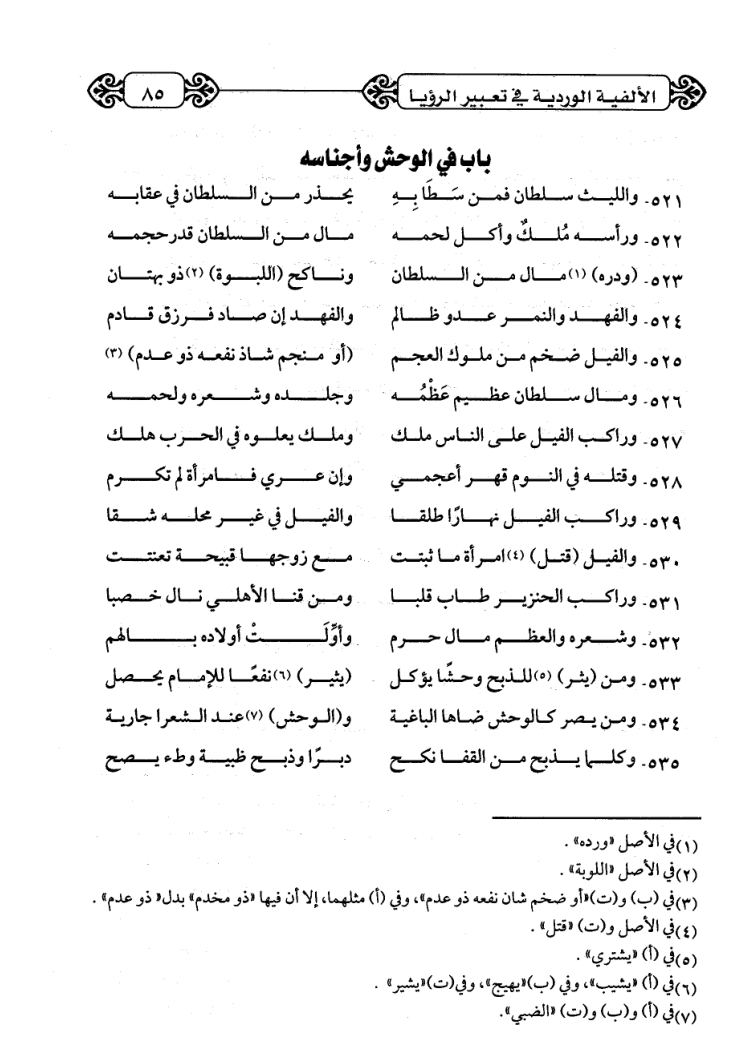 الألفية الوردية في تعبير الرؤيا ٨٥
باب في الوحش وأجناسه
٥٢١. والليث سلطان فمن سَطَا بِهِ يحذر من السلطان في عقابه
٥٢٢. ورأسه مُلكٌ وأكل لحمه مال من السلطان قدر حجمه
٥٢٣. (ودره) (١) مال من السلطان وناكح (اللبوة) (٢) ذو بهتان
٥٢٤. والفهد والنمر عدو ظالم والفهد إن صاد فرزق قادم
٥٢٥. والفيل ضخم من ملوك العجم (أو منجم شاذ نفعه ذو عدم) (٣)
٥٢٦. ومال سلطان عظيم عَظْمُه وجلده وشعره ولحمه
٥٢٧. وراكب الفيل على الناس ملك وملك يعلوه في الحرب هلك
٥٢٨. وقتله في النوم قهر أعجمي وإن عري فامرأة لم تكرم
٥٢٩. وراكب الفيل نهارًا طلقا والفيل في غير محله شقا
٥٣٠. والفيل (قتل) (٤) امرأة ما ثبتت مع زوجها قبيحة تعنتت
٥٣١. وراكب الحنزير طاب قلبا ومن قنا الأهلي نال خصبا
٥٣٢. وشعره والعظم مال حرم وأوِّلَتْ أولاده بالهم
٥٣٣. ومن (يثر) (٥) للذبح وحشًا يؤكل (يثير) (٦) نفعًا للإمام يحصل
٥٣٤. ومن يصر كالوحش ضاها الباغية و(الوحش) (٧) عند الشعرا جارية
٥٣٥. وكلما يذبح من القفا نكح دبرًا وذبح ظبية وطء يصح
(١) في الأصل «ورده» .
(٢) في الأصل «اللوبة» .
(٣) في (ب) و(ت) «أو ضخم شان نفعه ذو عدم»، وفي (أ) مثلهما، إلا أن فيها «ذو مخدم» بدل «ذو عدم» .
(٤) في الأصل و(ت) «قتل» .
(٥) في (أ) «يشتري» .
(٦) في (أ) «يشيب»، وفي (ب) «يهيج»، وفي (ت) «يشير» .
(٧) في (أ) و(ب) و(ت) «الضبي».